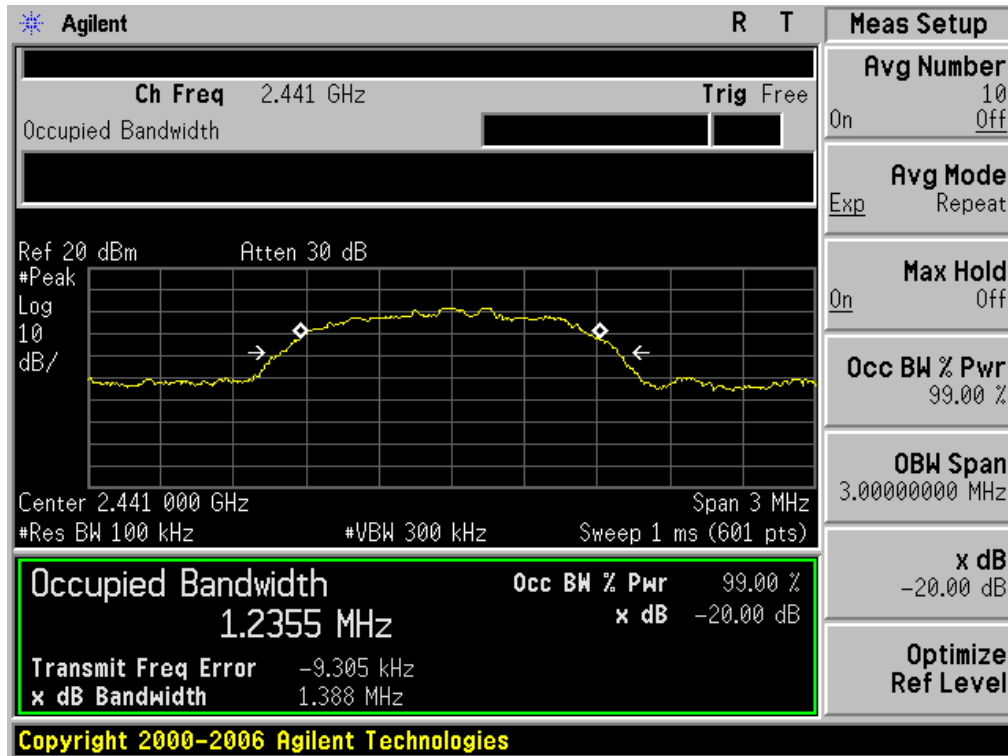 Agilent R T Meas Setup
Ch Freq 2.441 GHz Trig Free
Occupied Bandwidth
Ref 20 dBm Atten 30 dB
#Peak
Log
10
dB/
Center 2.441 000 GHz Span 3 MHz
#Res BW 100 kHz #VBW 300 kHz Sweep 1 ms (601 pts)
Occupied Bandwidth
1.2355 MHz
Occ BW % Pwr 99.00 %
x dB -20.00 dB
Transmit Freq Error -9.305 kHz
x dB Bandwidth 1.388 MHz
Avg Number
10
On Off
Avg Mode
Exp Repeat
Max Hold
On Off
Occ BW % Pwr
99.00 %
OBW Span
3.00000000 MHz
x dB
-20.00 dB
Optimize
Ref Level
Copyright 2000-2006 Agilent Technologies